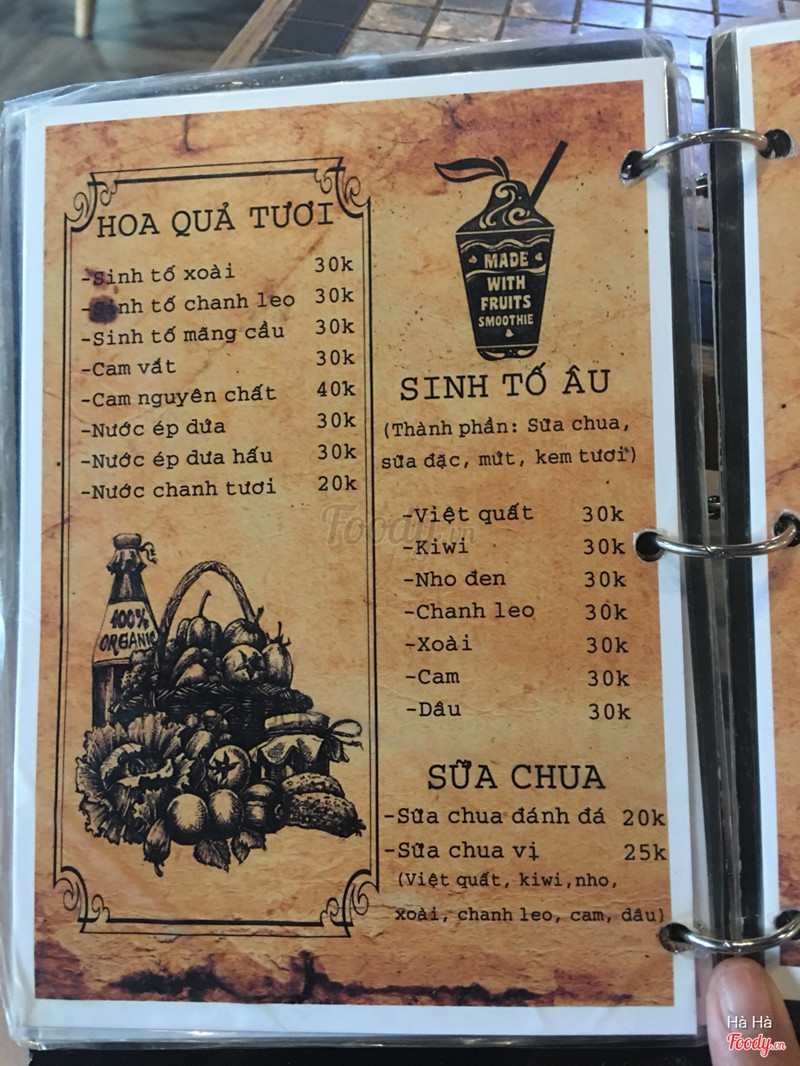 HOA QUẢ TƯƠI
-Sinh tố xoài 30k
-Sinh tố chanh leo 30k
-Sinh tố mãng cầu 30k
-Cam vắt 30k
-Cam nguyên chất 40k
-Nước ép dứa 30k
-Nước ép dưa hấu 30k
-Nước chanh tươi 20k
100%
ORGANIC
MADE
WITH
FRUITS
SMOOTHIE
SINH TỐ ÂU
(Thành phần: Sữa chua,
sữa đặc, mứt, kem tươi)
-Việt quất 30k
-Kiwi 30k
-Nho đen 30k
-Chanh leo 30k
-Xoài 30k
-Cam 30k
-Dâu 30k
SỮA CHUA
-Sữa chua đánh đá 20k
-Sữa chua vị 25k
(Việt quất, kiwi,nho,
xoài, chanh leo, cam, dâu)
Foody.vn
Hà Hà
Foody.vn